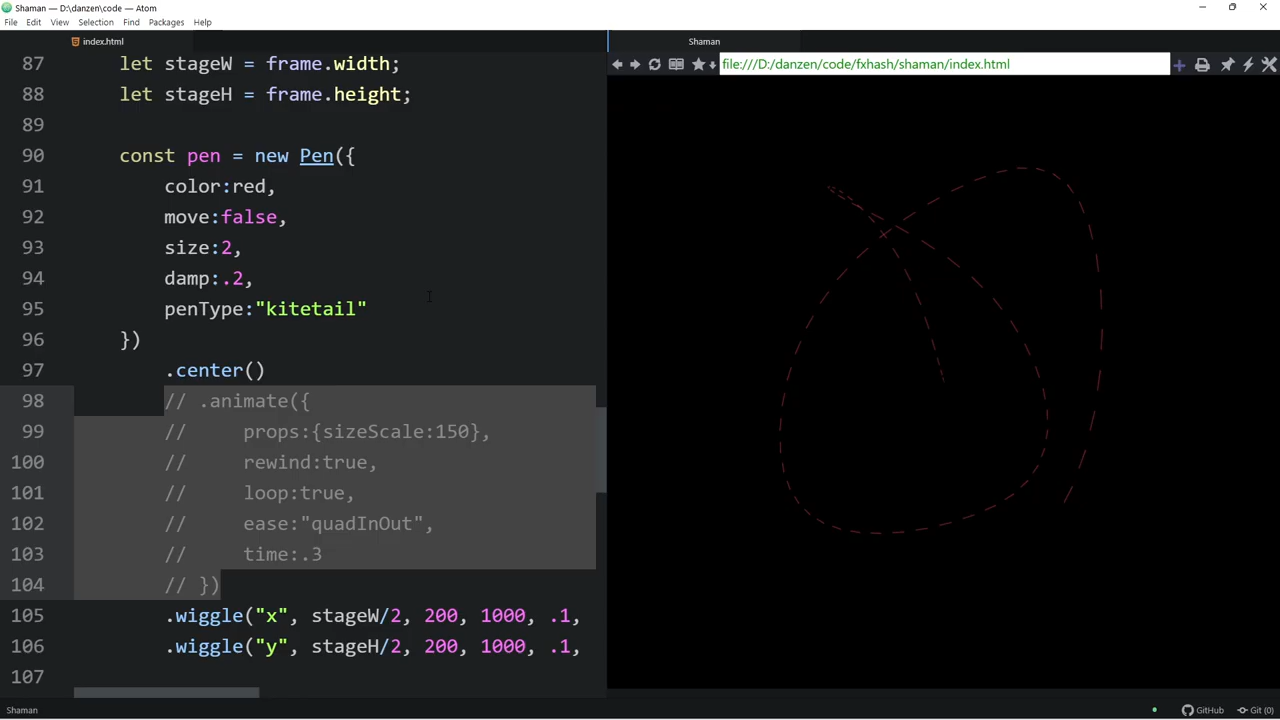 Shaman — D:\danzen\code — Atom
File Edit View Selection Find Packages Help
index.html
Shaman
file:///D:/danzen/code/fxhash/shaman/index.html
87 let stageW = frame.width;
88 let stageH = frame.height;
89
90 const pen = new Pen({
91 color:red,
92 move:false,
93 size:2,
94 damp:.2,
95 penType:"kitetail"
96 })
97 .center()
98 // .animate({
99 // props:{sizeScale:150},
100 // rewind:true,
101 // loop:true,
102 // ease:"quadInOut",
103 // time:.3
104 // })
105 .wiggle("x", stageW/2, 200, 1000, .1,
106 .wiggle("y", stageH/2, 200, 1000, .1,
107
Shaman
GitHub
Git (0)